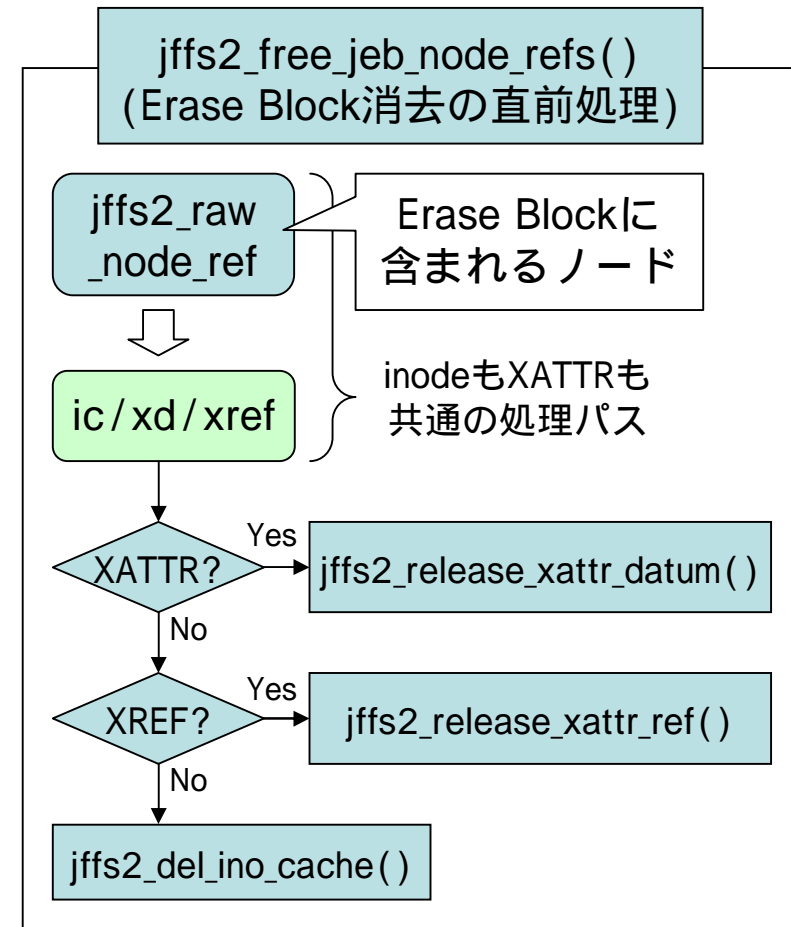 jffs2_free_jeb_node_refs()
(Erase Block消去の直前処理)
jffs2_raw
_node_ref
Erase Blockに
含まれるノード
ic/xd/xref
inodeもXATTRも
共通の処理パス
XATTR?
Yes
jffs2_release_xattr_datum()
No
XREF?
Yes
jffs2_release_xattr_ref()
No
jffs2_del_ino_cache()